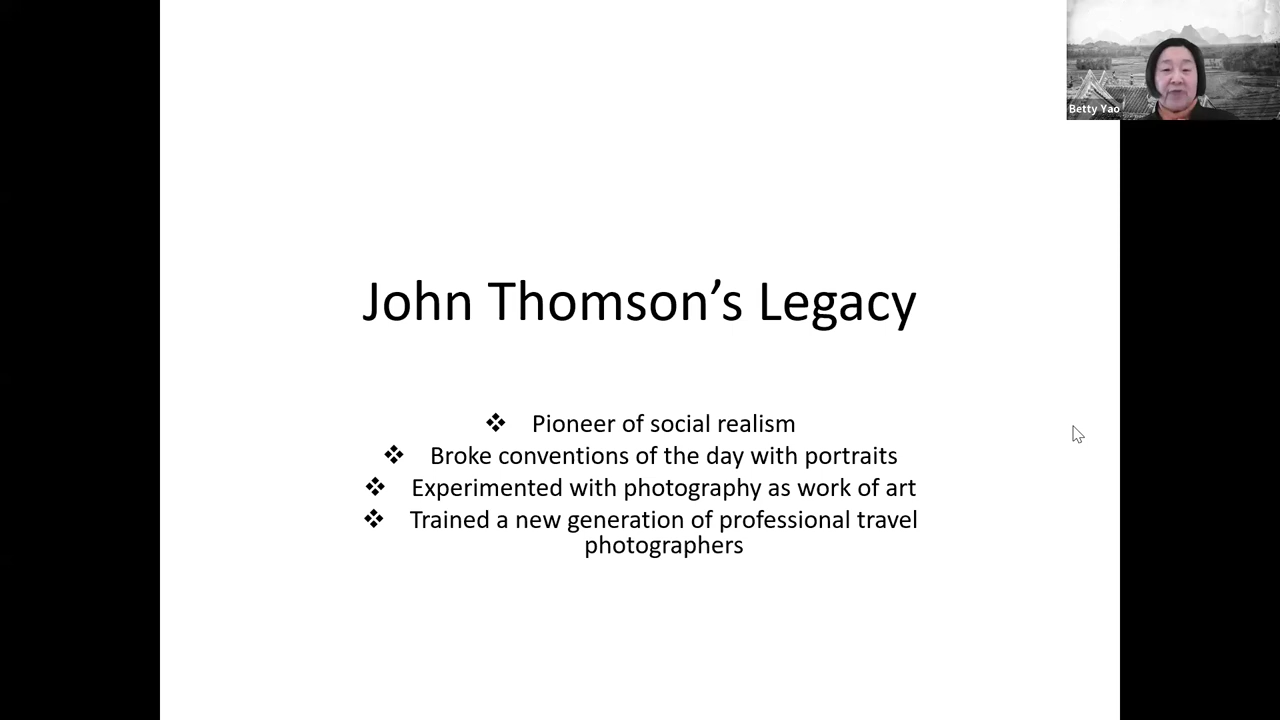 Betty Yao
John Thomson’s Legacy
❖ Pioneer of social realism
❖ Broke conventions of the day with portraits
❖ Experimented with photography as work of art
❖ Trained a new generation of professional travel
photographers